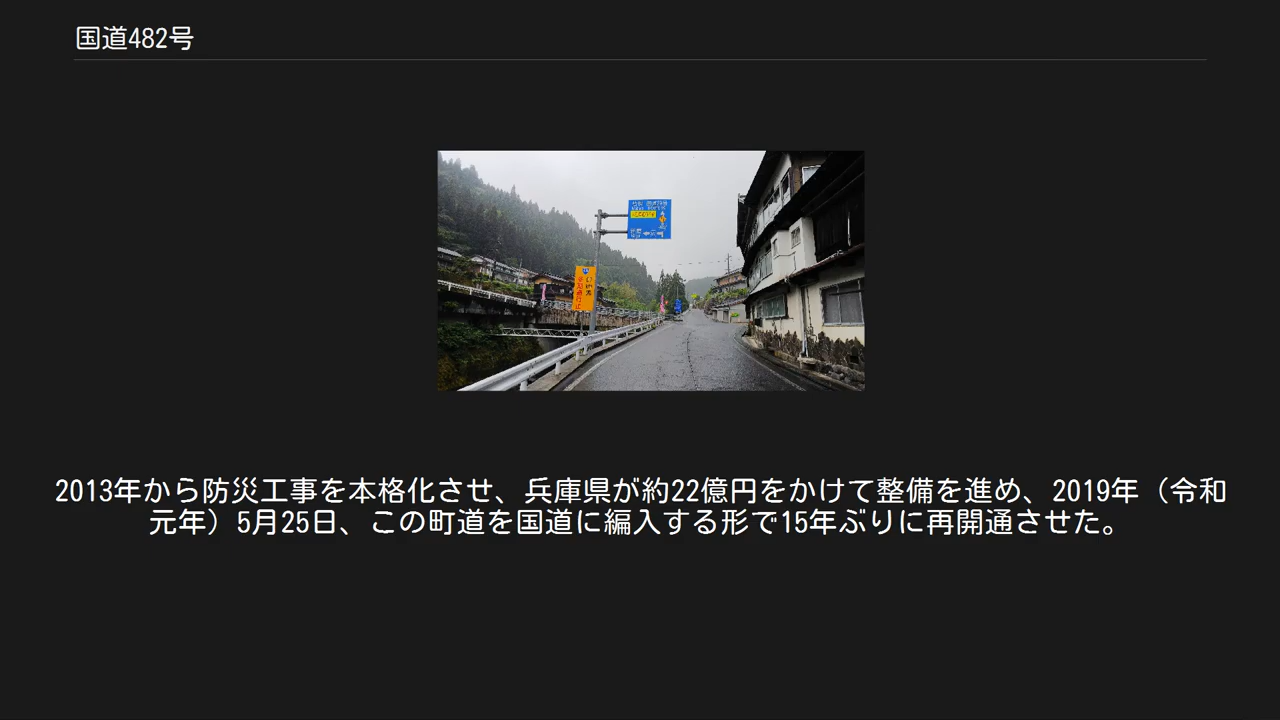 国道482号
2013年から防災工事を本格化させ、兵庫県が約22億円をかけて整備を進め、2019年（令和
元年）5月25日、この町道を国道に編入する形で15年ぶりに再開通させた。